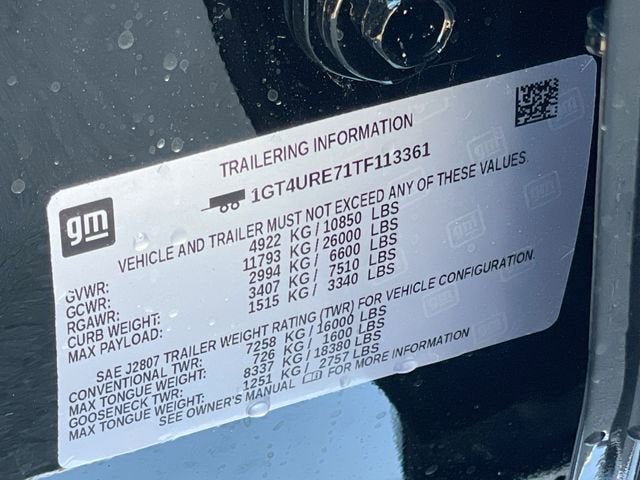 TRAILERING INFORMATION
1GT4URE71TF113361
gm
VEHICLE AND TRAILER MUST NOT EXCEED ANY OF THESE VALUES
GVWR: 4922 KG/10850 LBS
GCWR: 11793 KG/26000 LBS
RGAWR: 2994 KG/ 6600 LBS
CURB WEIGHT: 3407 KG/ 7510 LBS
MAX PAYLOAD: 1515 KG/ 3340 LBS
SAE J2807 TRAILER WEIGHT RATING (TWR) FOR VEHICLE CONFIGURATION.
CONVENTIONAL TWR: 7258 KG/16000 LBS
MAX TONGUE WEIGHT: 726 KG/ 1600 LBS
GOOSENECK TWR: 8337 KG/18380 LBS
MAX TONGUE WEIGHT: 1251 KG/ 2757 LBS
SEE OWNER'S MANUAL FOR MORE INFORMATION